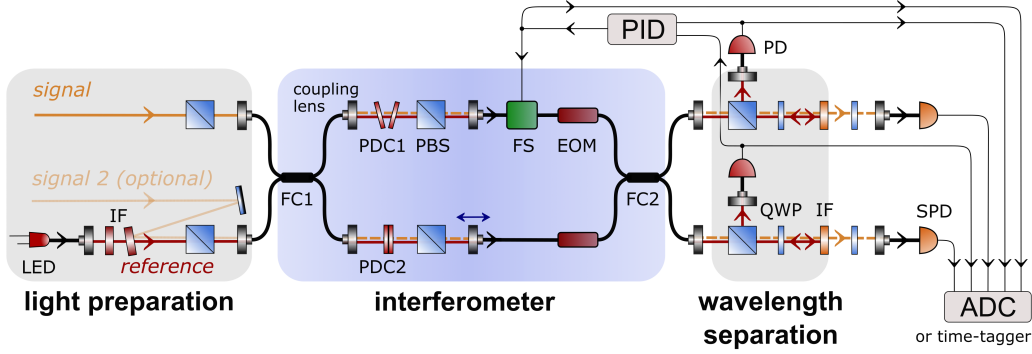 PID
PD
signal
coupling
lens
PDC1
PBS
FS
EOM
signal 2 (optional)
FC1
FC2
IF
QWP
IF
SPD
LED
reference
PDC2
light preparation
interferometer
wavelength
separation
ADC
or time-tagger